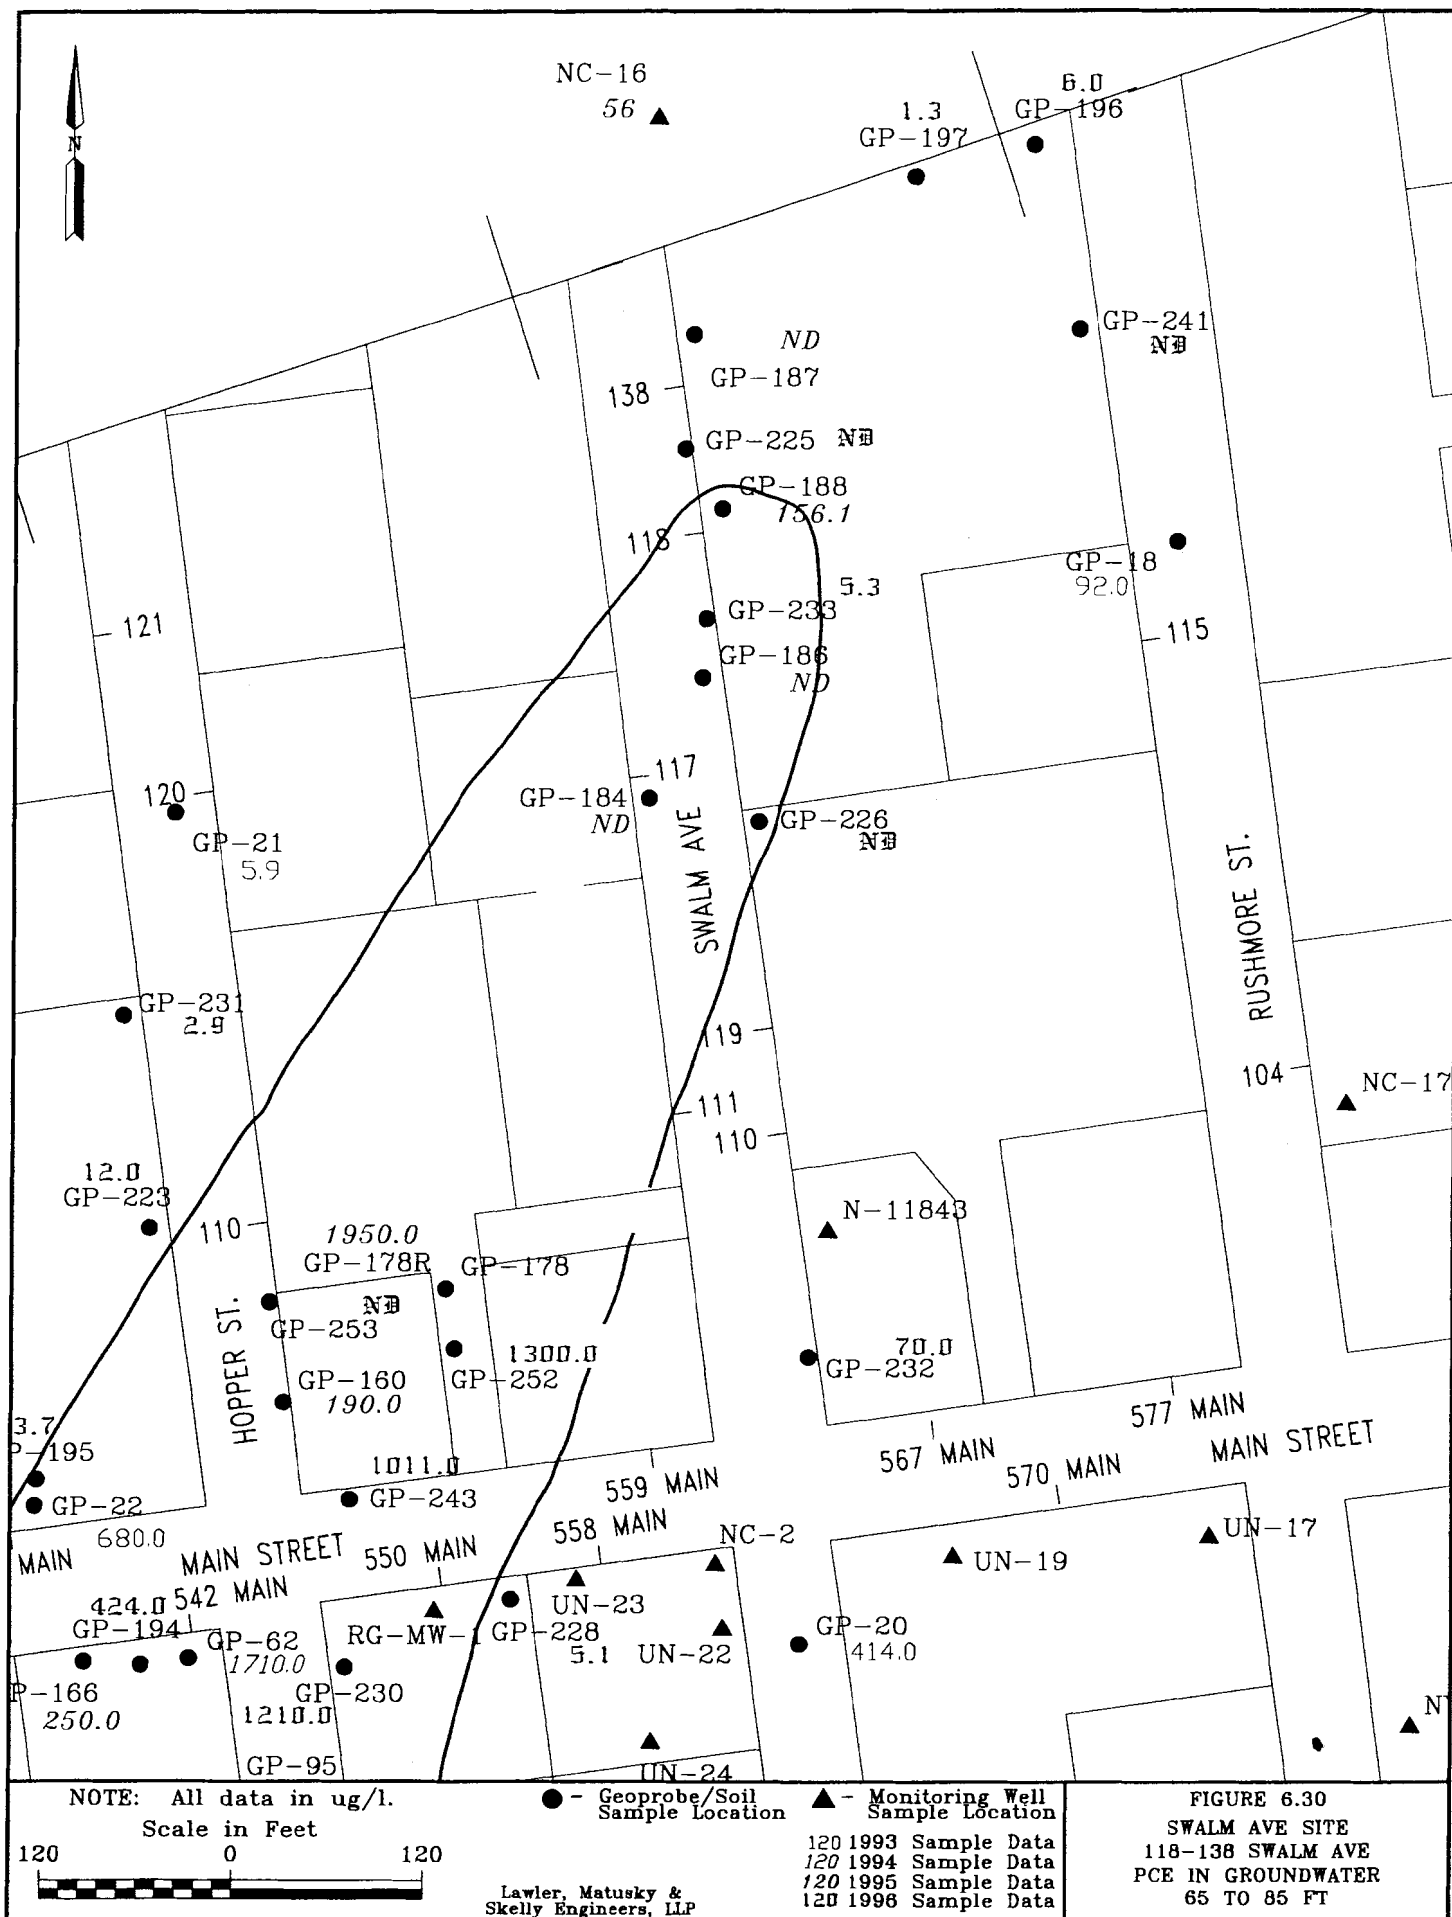 NC-16
56
6.0
GP-196
1.3
GP-197
N
GP-241
ND
ND
GP-187
138
GP-225 ND
GP-188
156.1
118
GP-18
92.0
5.3
GP-233
121
115
GP-186
ND
117
120
GP-184
ND
GP-226
ND
GP-21
5.9
SWALM AVE
RUSHMORE ST.
GP-231
2.9
119
104
NC-17
111
110
12.0
GP-223
110
N-11843
1950.0
GP-178R
GP-178
ND
GP-253
HOPPER ST.
1300.0
GP-252
70.0
GP-232
GP-160
190.0
577 MAIN
3.7
P-195
567 MAIN
MAIN STREET
1011.0
GP-243
559 MAIN
570 MAIN
GP-22
680.0
MAIN
MAIN STREET
550 MAIN
558 MAIN
NC-2
UN-17
UN-19
542 MAIN
424.0
GP-194
UN-23
GP-62
1710.0
RG-MW-1
GP-228
5.1
UN-22
GP-20
414.0
P-166
250.0
GP-230
1210.0
GP-95
UN-24
NOTE: All data in ug/l.
Scale in Feet
120 0 120
- Geoprobe/Soil
Sample Location
- Monitoring Well
Sample Location
120 1993 Sample Data
120 1994 Sample Data
120 1995 Sample Data
120 1996 Sample Data
Lawler, Matusky &
Skelly Engineers, LLP
FIGURE 6.30
SWALM AVE SITE
118-138 SWALM AVE
PCE IN GROUNDWATER
65 TO 85 FT